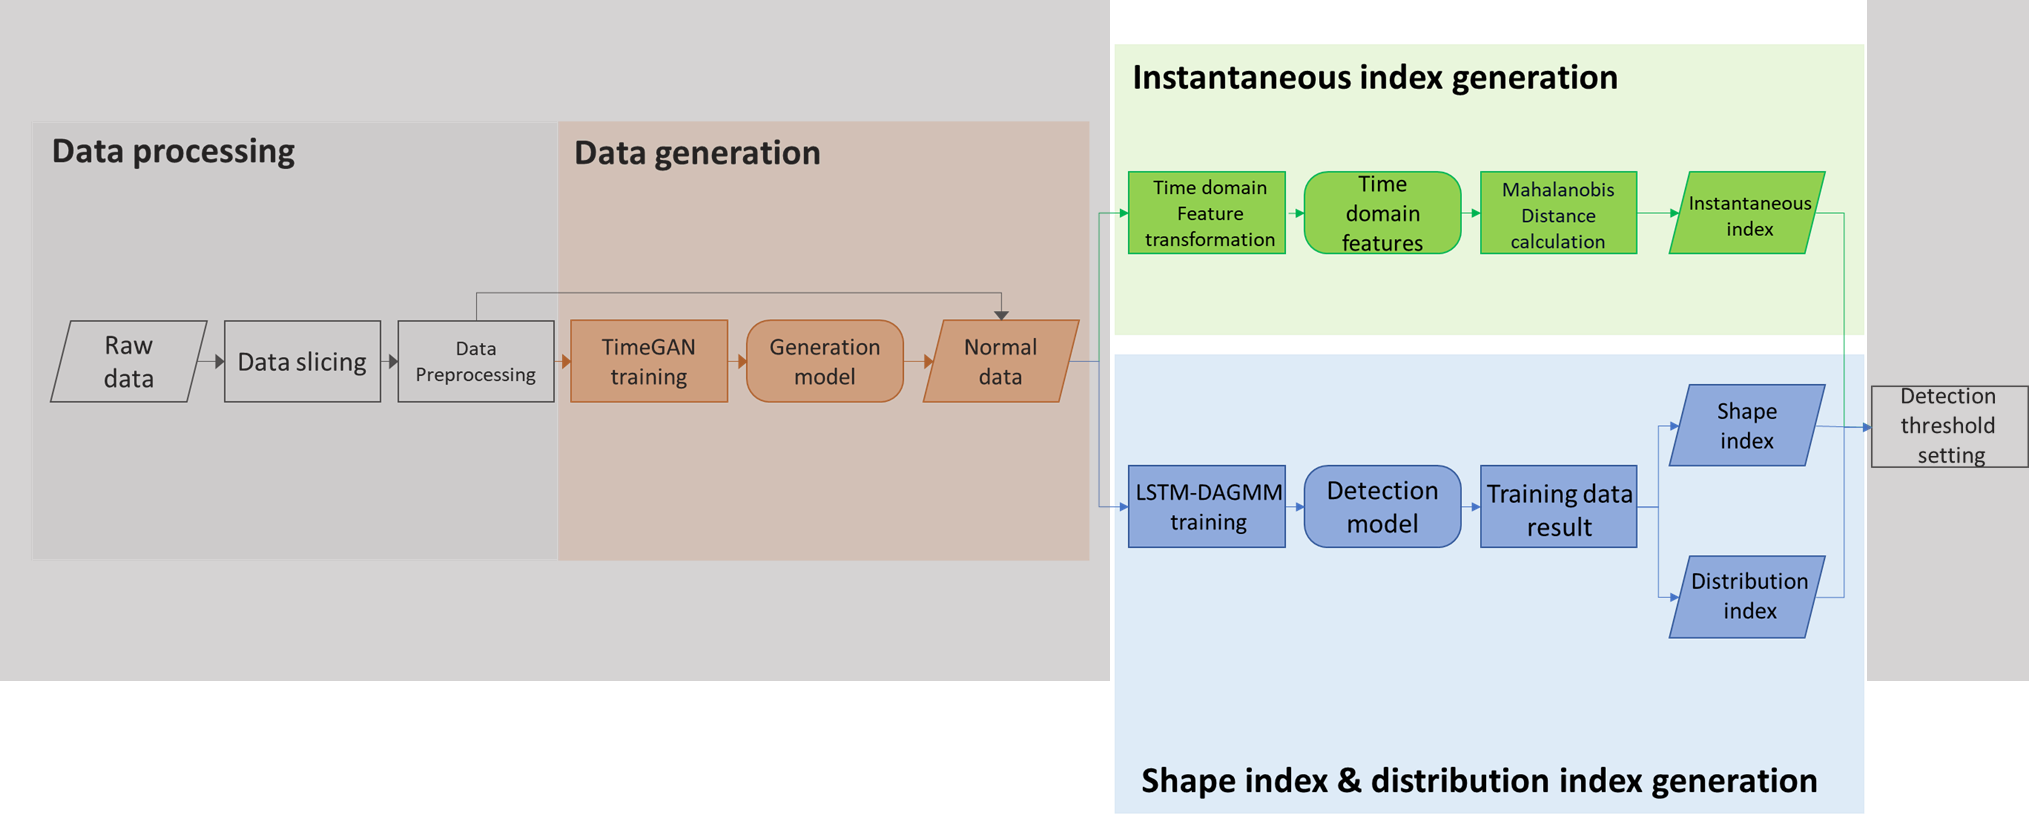 Instantaneous index generation
Data processing
Data generation
Time domain
Feature
transformation
Time
domain
features
Mahalanobis
Distance
calculation
Instantaneous
index
Raw
data
Data slicing
Data
Preprocessing
TimeGAN
training
Generation
model
Normal
data
LSTM-DAGMM
training
Detection
model
Training data
result
Shape
index
Distribution
index
Detection
threshold
setting
Shape index & distribution index generation